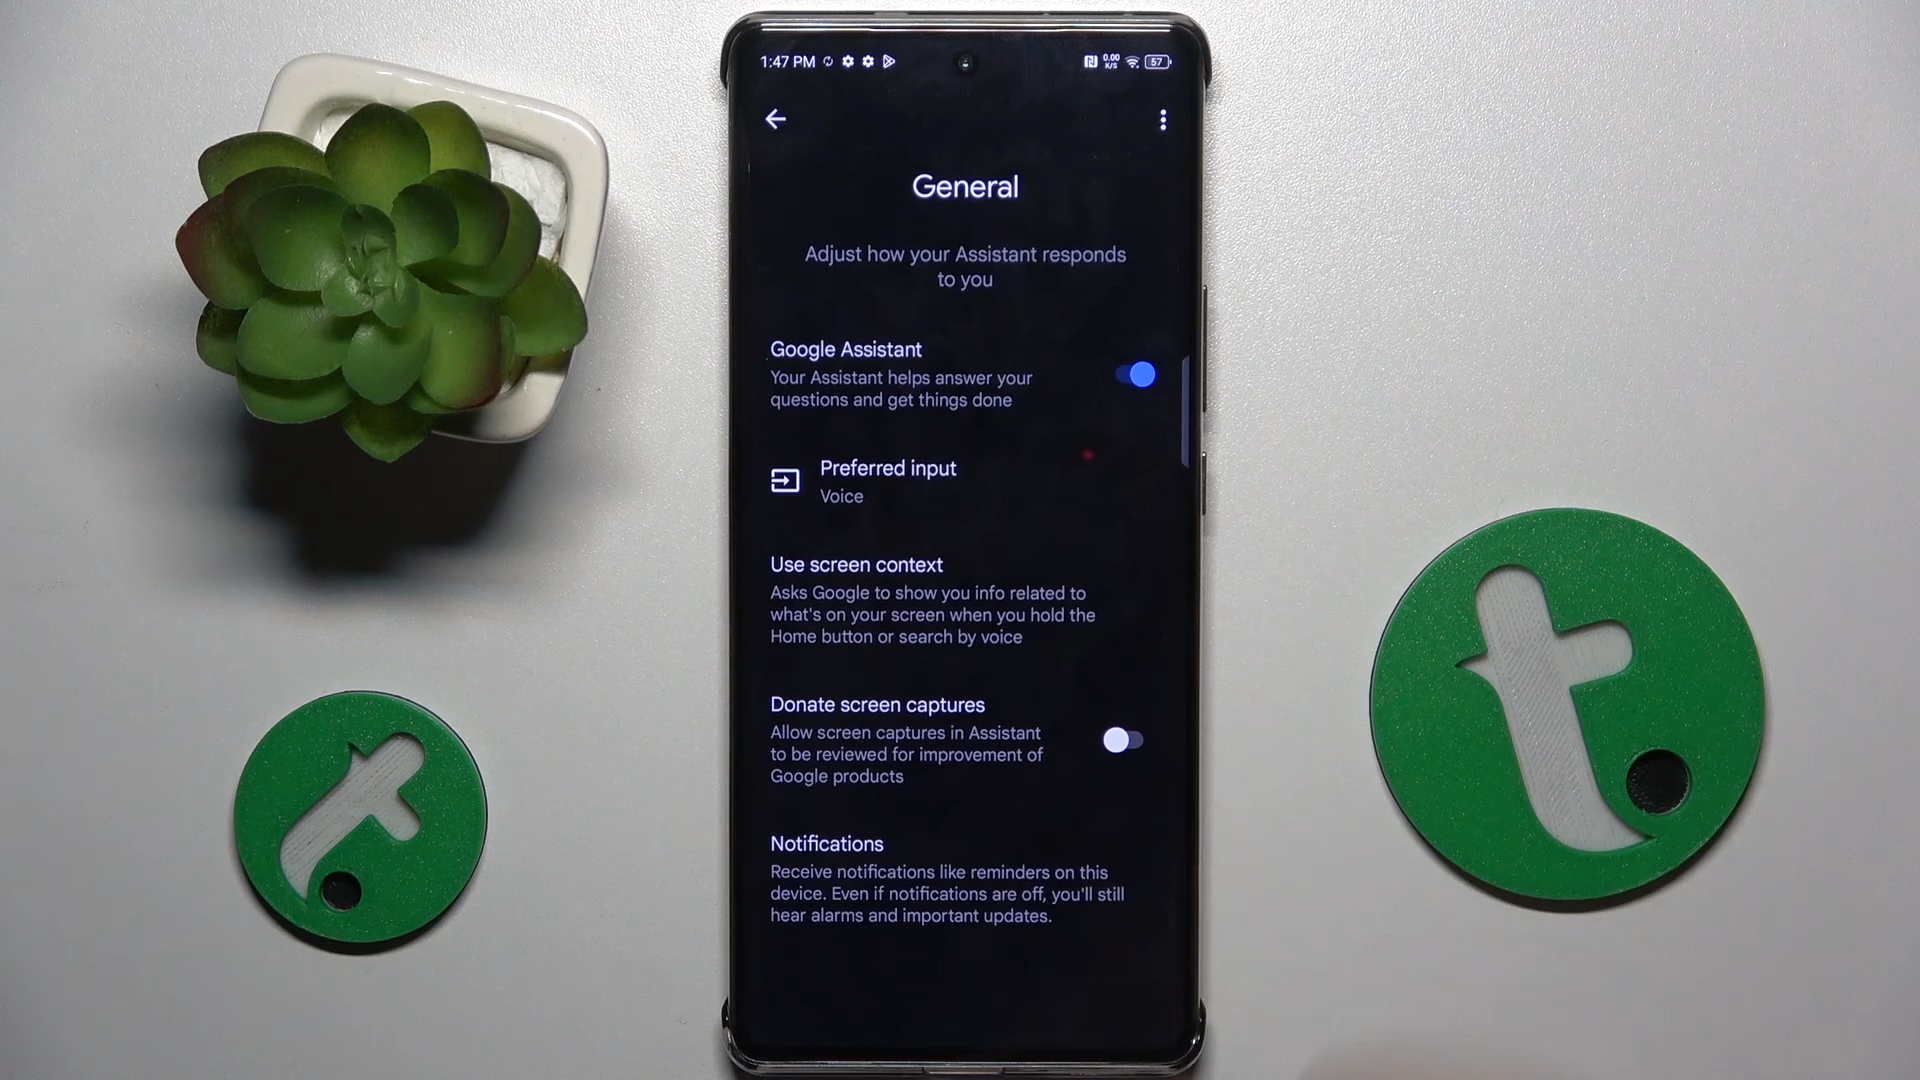 1:47 PM
0.00
K/S
57
General
Adjust how your Assistant responds
to you
Google Assistant
Your Assistant helps answer your
questions and get things done
Preferred input
Voice
Use screen context
Asks Google to show you info related to
what's on your screen when you hold the
Home button or search by voice
Donate screen captures
Allow screen captures in Assistant
to be reviewed for improvement of
Google products
Notifications
Receive notifications like reminders on this
device. Even if notifications are off, you'll still
hear alarms and important updates.
t
t